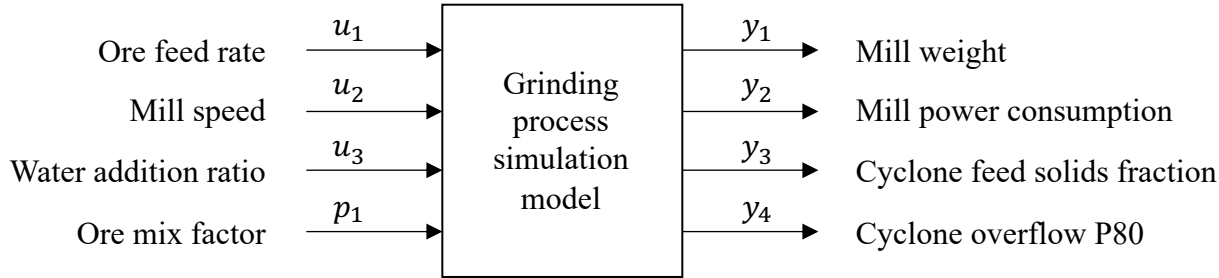 Ore feed rate
u₁
Mill speed
u₂
Water addition ratio
u₃
Ore mix factor
p₁
Grinding
process
simulation
model
y₁
Mill weight
y₂
Mill power consumption
y₃
Cyclone feed solids fraction
y₄
Cyclone overflow P80